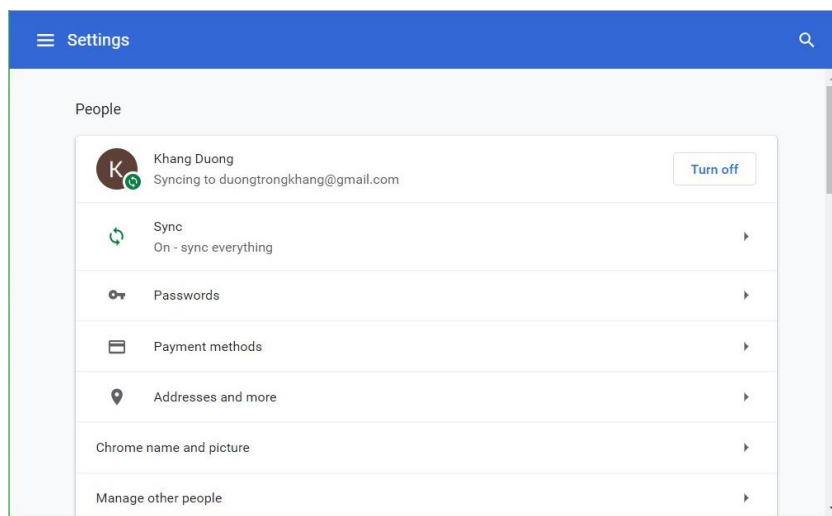 Settings
People
K
Khang Duong
Syncing to duongtrongkhang@gmail.com
Turn off
Sync
On - sync everything
Passwords
Payment methods
Addresses and more
Chrome name and picture
Manage other people